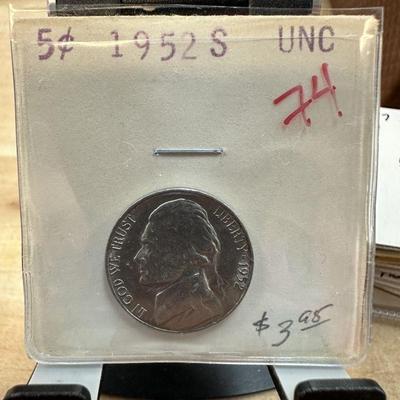 5¢ 1952 S UNC
74
IN GOD WE TRUST
LIBERTY 1952
$3.95